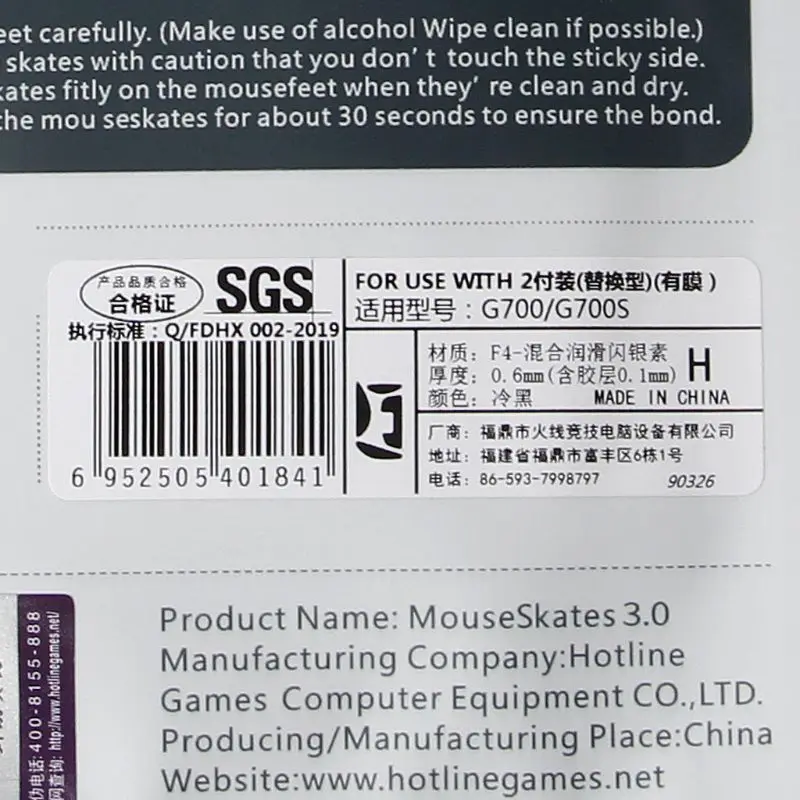 eet carefully. (Make use of alcohol Wipe clean if possible.)
skates with caution that you don’ t touch the sticky side.
kates fitly on the mousefeet when they’ re clean and dry.
the mou seskates for about 30 seconds to ensure the bond.
产品品质合格
合格证
SGS
执行标准：Q/FDHX 002-2019
6 952505 401841
FOR USE WITH 2付装(替换型)(有膜)
适用型号：G700/G700S
材质：F4-混合润滑闪银素
厚度：0.6mm(含胶层0.1mm)
H
颜色：冷黑 MADE IN CHINA
厂商：福鼎市火线竞技电脑设备有限公司
地址：福建省福鼎市富丰区6栋1号
电话：86-593-7998797
90326
伪电话:400-8155-888
网查询: http://www.hotlinegames.net/
Product Name: MouseSkates 3.0
Manufacturing Company:Hotline
Games Computer Equipment CO.,LTD.
Producing/Manufacturing Place:China
Website:www.hotlinegames.net